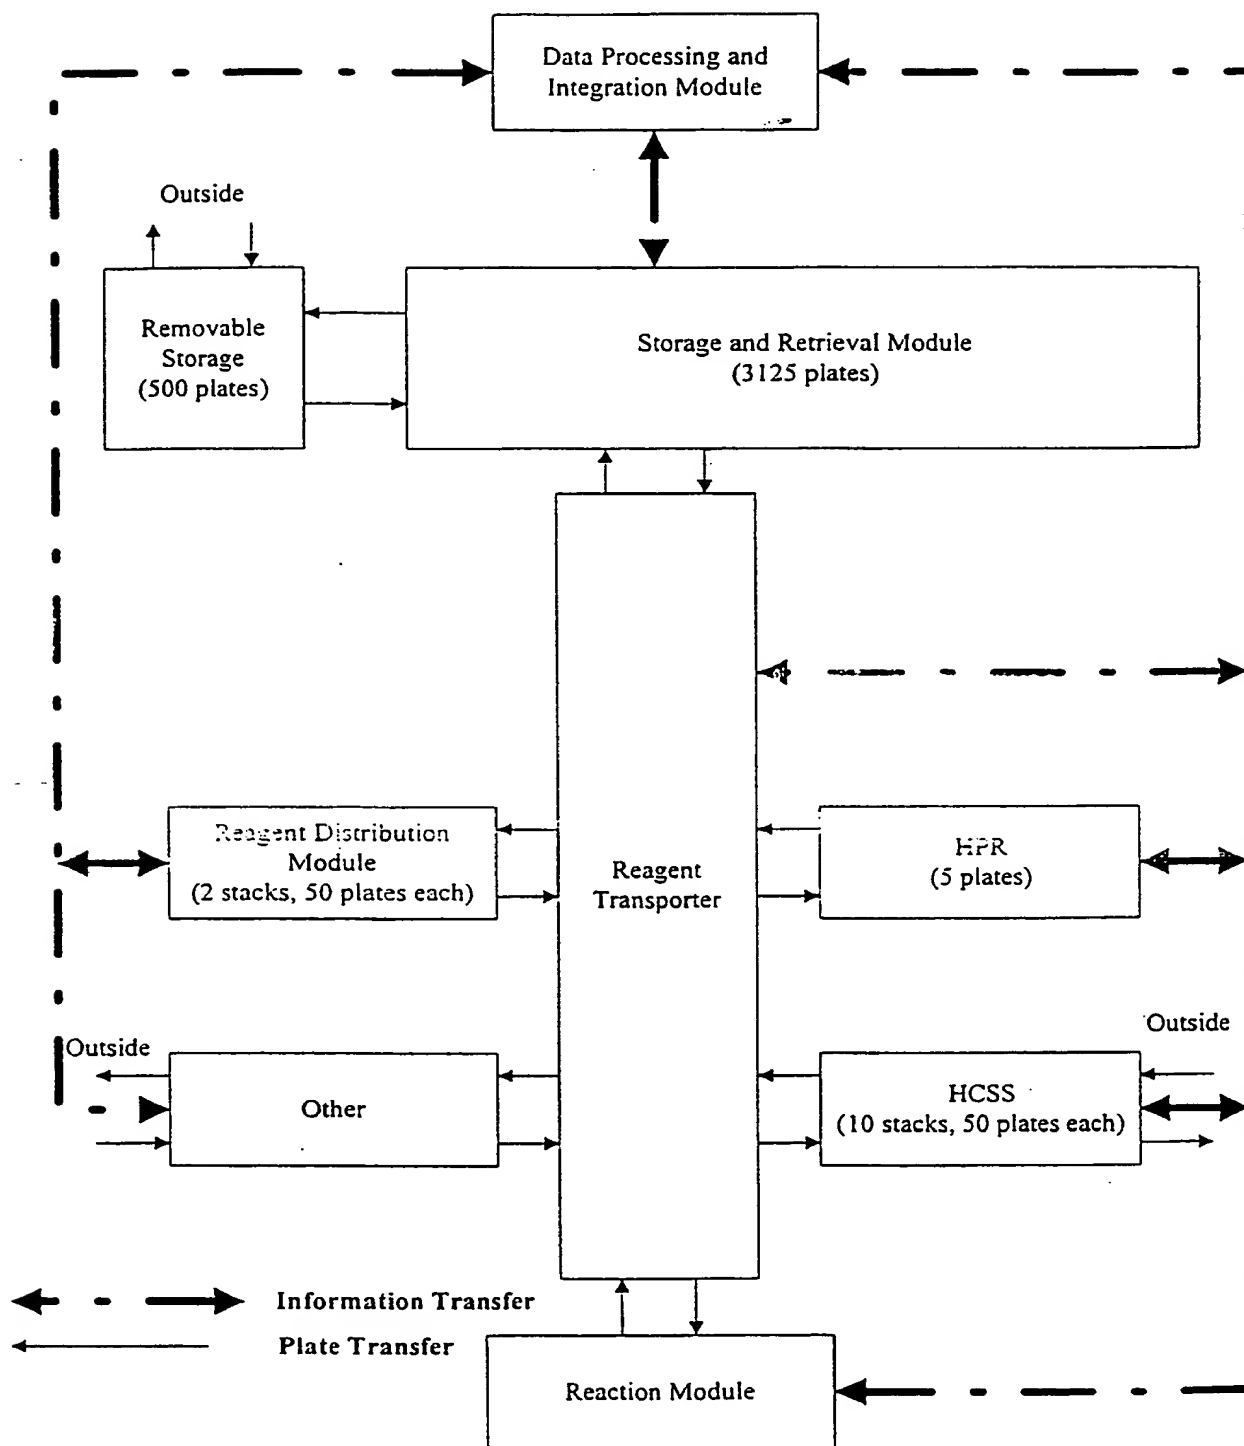 Data Processing and
Integration Module
Outside
Removable
Storage
(500 plates)
Storage and Retrieval Module
(3125 plates)
Reagent Distribution
Module
(2 stacks, 50 plates each)
Reagent
Transporter
HPR
(5 plates)
Outside
Other
Outside
HCSS
(10 stacks, 50 plates each)
Information Transfer
Plate Transfer
Reaction Module